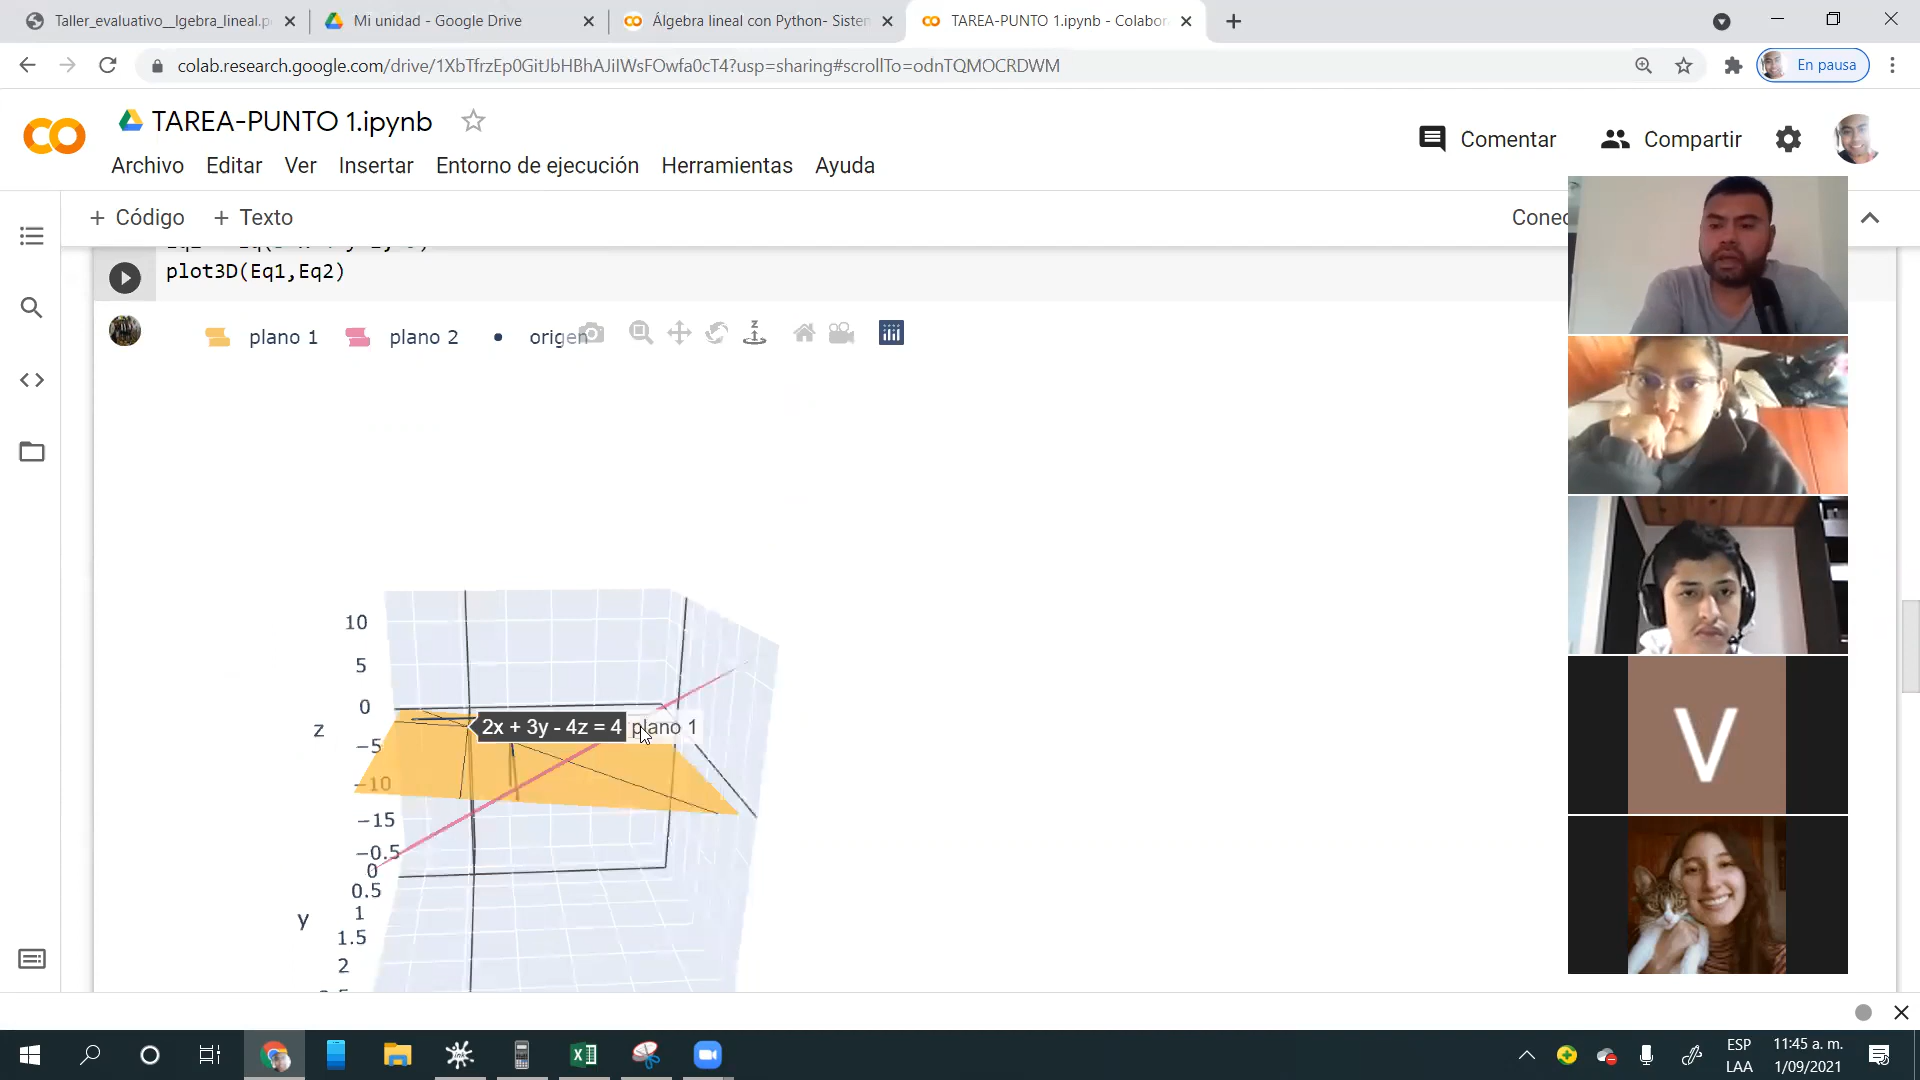 Taller_evaluativo__lgebra_lineal.p
Mi unidad - Google Drive
Álgebra lineal con Python- Sister
TAREA-PUNTO 1.ipynb - Colabor
colab.research.google.com/drive/1XbTfrzEp0GitJbHBhAJiIWsFOwfa0cT4?usp=sharing#scrollTo=odnTQMOCRDWM
En pausa
TAREA-PUNTO 1.ipynb
Comentar
Compartir
Archivo Editar Ver Insertar Entorno de ejecución Herramientas Ayuda
+ Código + Texto
Conec
plot3D(Eq1,Eq2)
plano 1 plano 2 origen
10
5
0
z
−5
−10
−15
2x + 3y - 4z = 4 plano 1
−0.5
0
0.5
y
1
1.5
2
V
ESP
LAA
11:45 a. m.
1/09/2021